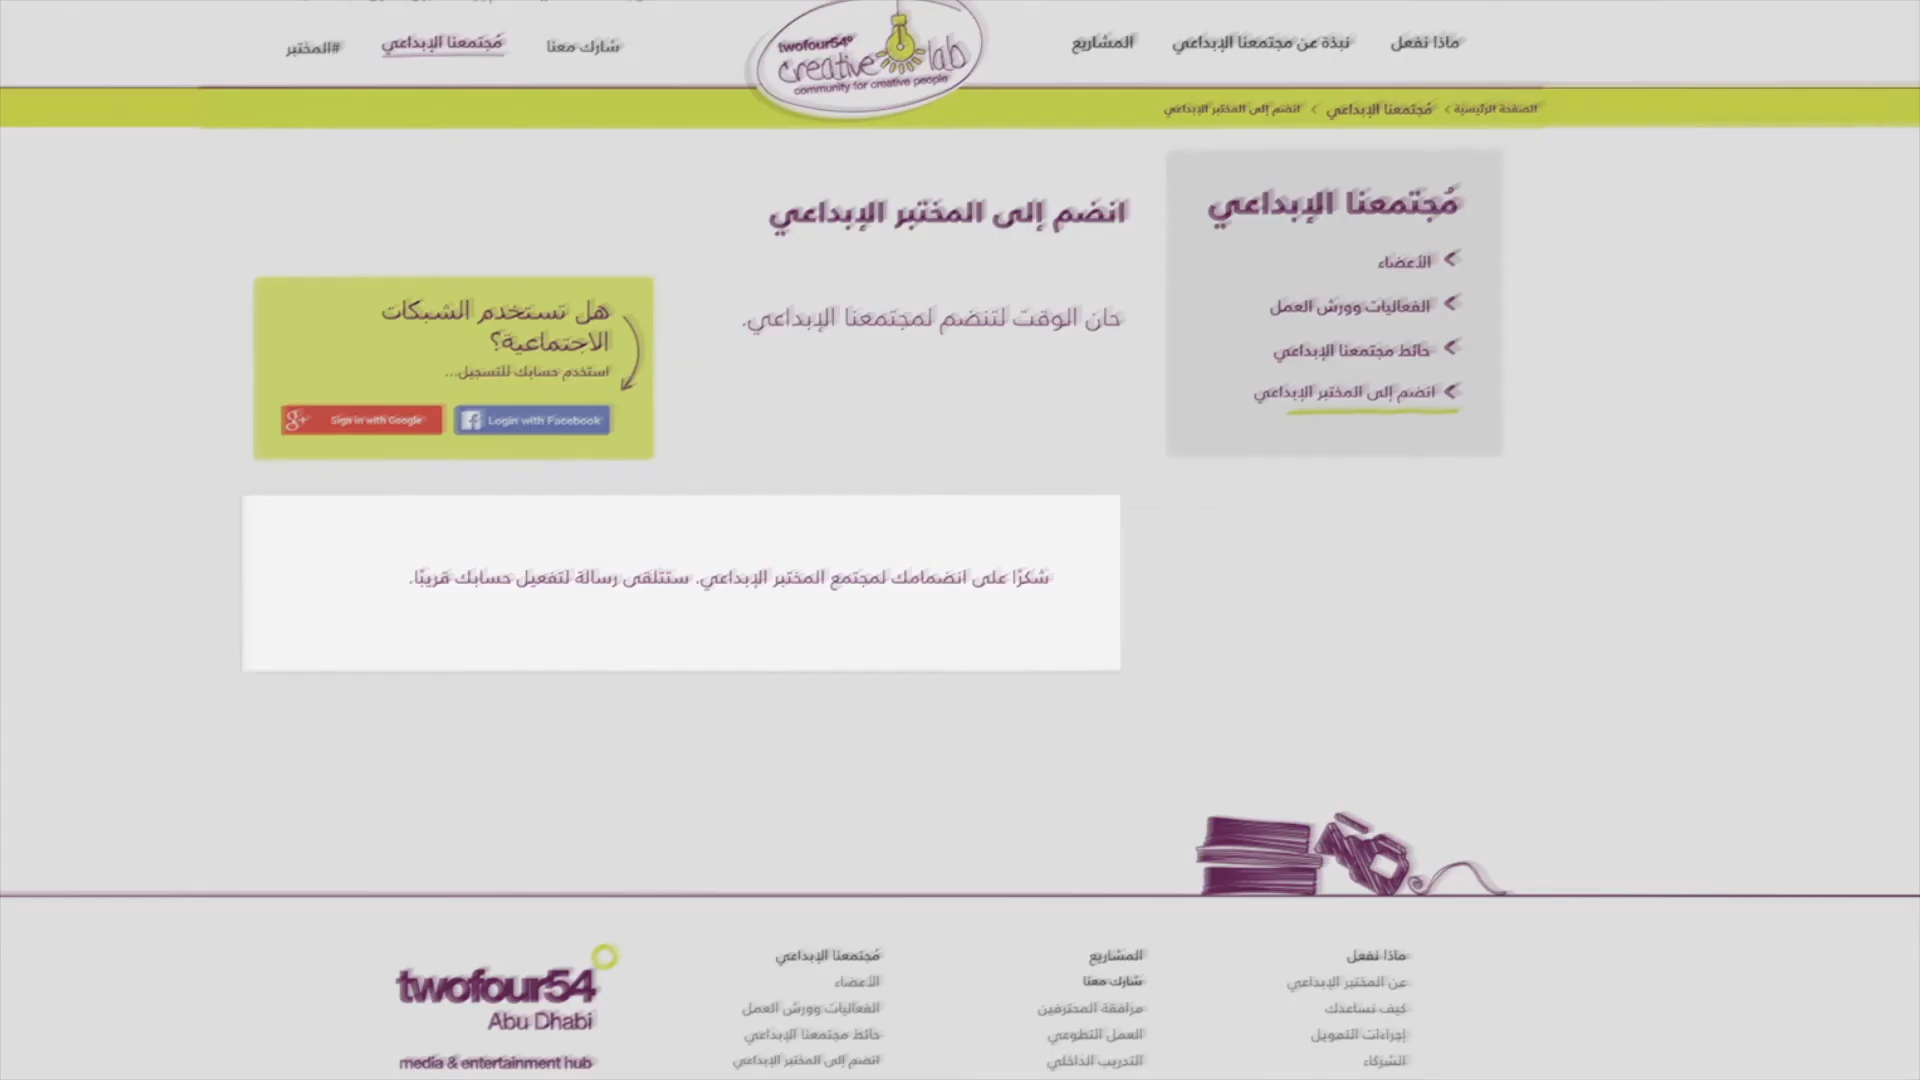 ماذا نفعل
نبذة عن مجتمعنا الإبداعي
المشاريع
twofour54°
creative lab
community for creative people
شارك معنا
مُجتمعنا الإبداعي
#المختبر
الصفحة الرئيسية > مُجتمعنا الإبداعي > انضم إلى المختبر الإبداعي
مُجتمعنا الإبداعي
الأعضاء
الفعاليات وورش العمل
حائط مجتمعنا الإبداعي
انضم إلى المختبر الإبداعي
انضم إلى المختبر الإبداعي
حان الوقت لتنضم لمجتمعنا الإبداعي.
هل تستخدم الشبكات
الاجتماعية؟
استخدم حسابك للتسجيل...
Login with Facebook
g+ Sign in with Google
شكرًا على انضمامك لمجتمع المختبر الإبداعي. ستتلقى رسالة لتفعيل حسابك قريبًا.
ماذا نفعل
عن المختبر الإبداعي
كيف نساعدك
إجراءات التمويل
الشركاء
المشاريع
شارك معنا
مرافقة المحترفين
العمل التطوعي
التدريب الداخلي
مُجتمعنا الإبداعي
الأعضاء
الفعاليات وورش العمل
حائط مجتمعنا الإبداعي
انضم إلى المختبر الإبداعي
twofour54
Abu Dhabi
media & entertainment hub